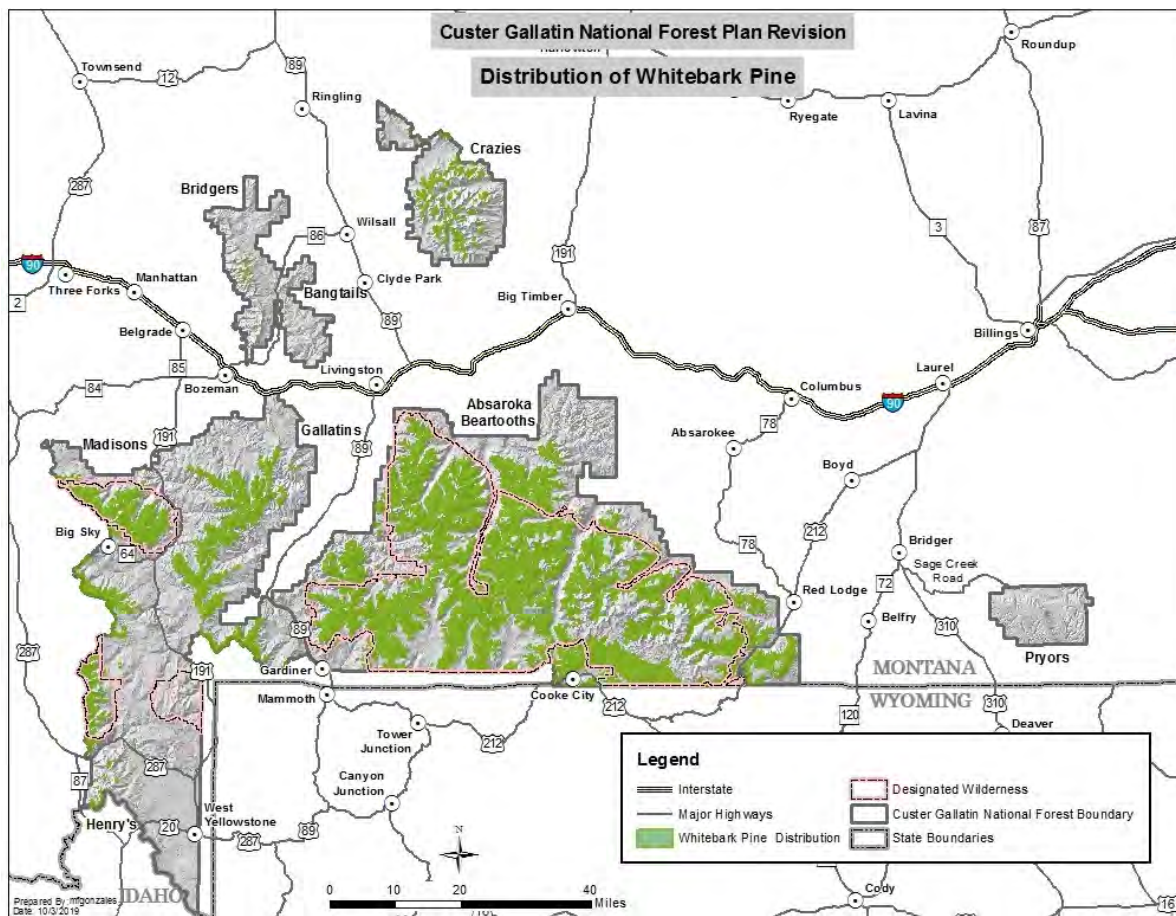 Custer Gallatin National Forest Plan Revision
Distribution of Whitebark Pine
Roundup
Townsend
12
89
Ringling
Ryegate
Lavina
Crazies
287
Bridgers
Wilsall
86
191
3
87
90
Manhattan
Three Forks
Clyde Park
Bangtails
2
Big Timber
Belgrade
89
Billings
85
Livingston
Laurel
84
Bozeman
Columbus
90
Absaroka
Beartooths
191
Madisons
Gallatins
89
78
Absarokee
Boyd
Big Sky
64
212
Bridger
78
Sage Creek
Road
72
Red Lodge
Belfry
310
89
287
191
Gardiner
Pryors
MONTANA
Mammoth
Cooke City
WYOMING
212
120
310
Deaver
Tower
Junction
212
287
87
Canyon
Junction
West
Yellowstone
Henry's
20
287
89
Legend
Interstate
Major Highways
Whitebark Pine Distribution
Designated Wilderness
Custer Gallatin National Forest Boundary
State Boundaries
N
Cody
IDAHO
0 10 20 40
Miles
Prepared By: mfgonzales
Date: 10/3/2019